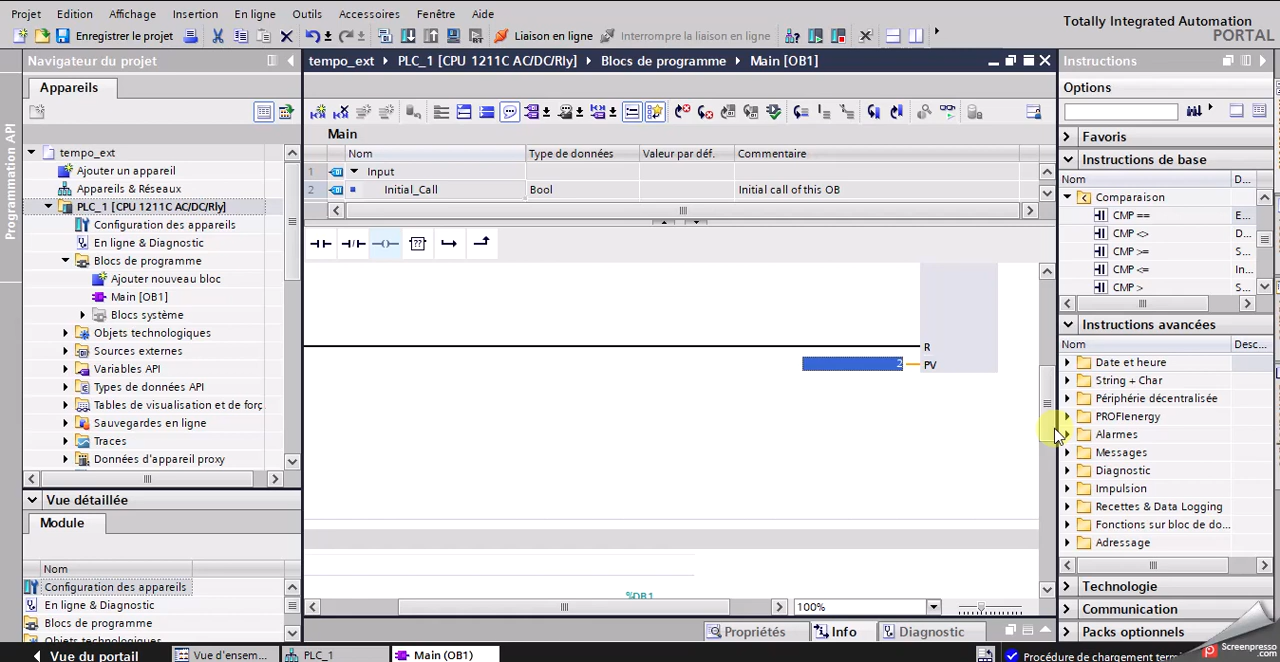 Projet Edition Affichage Insertion En ligne Outils Accessoires Fenêtre Aide
Totally Integrated Automation
PORTAL
Enregistrer le projet Liaison en ligne Interrompre la liaison en ligne
Navigateur du projet
tempo_ext PLC_1 [CPU 1211C AC/DC/Rly] Blocs de programme Main [OB1]
Instructions
Appareils
Options
Programmation API
Main
Favoris
Nom Type de données Valeur par déf. Commentaire
Instructions de base
1 Input
Nom D...
2 Initial_Call Bool Initial call of this OB
Comparaison
CMP == E...
CMP <> D...
CMP >= S...
CMP <= In...
CMP > S...
tempo_ext
Ajouter un appareil
Appareils & Réseaux
PLC_1 [CPU 1211C AC/DC/Rly]
Configuration des appareils
En ligne & Diagnostic
Blocs de programme
Ajouter nouveau bloc
Main [OB1]
Blocs système
Objets technologiques
Sources externes
Variables API
Types de données API
Tables de visualisation et de forç
Sauvegardes en ligne
Traces
Données d'appareil proxy
??
R
2 PV
%DB1
100%
Instructions avancées
Nom Desc...
Date et heure
String + Char
Périphérie décentralisée
PROFIenergy
Alarmes
Messages
Diagnostic
Impulsion
Recettes & Data Logging
Fonctions sur bloc de do...
Adressage
Technologie
Communication
Packs optionnels
Vue détaillée
Module
Nom
Configuration des appareils
En ligne & Diagnostic
Blocs de programme
Objets technologiques
Propriétés Info Diagnostic
Vue du portail Vue d'ensem... PLC_1 Main (OB1) Procédure de chargement term
Screenpresso
.com